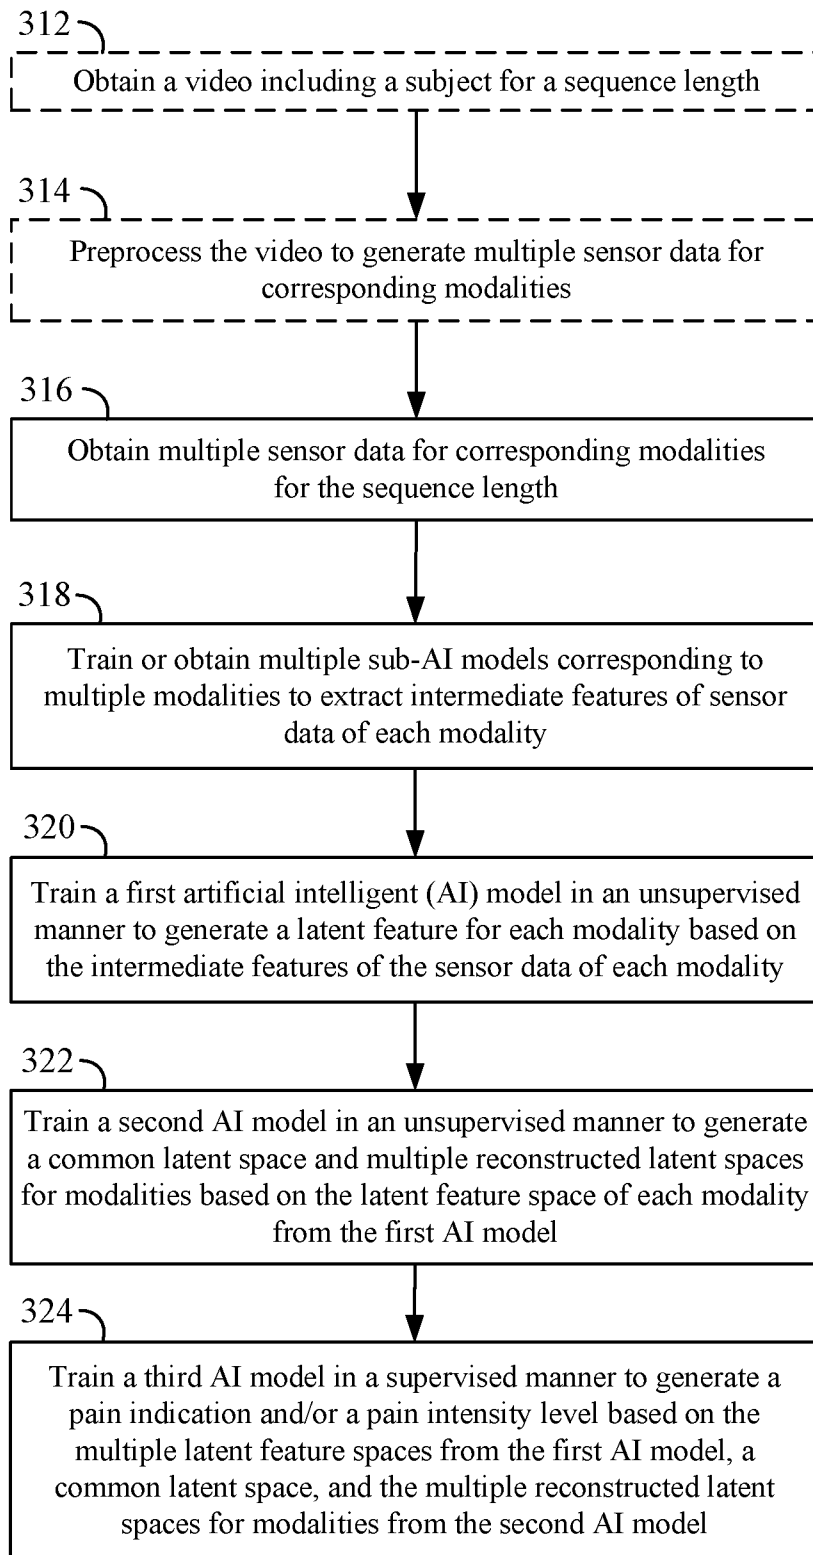 312
Obtain a video including a subject for a sequence length
314
Preprocess the video to generate multiple sensor data for
corresponding modalities
316
Obtain multiple sensor data for corresponding modalities
for the sequence length
318
Train or obtain multiple sub-AI models corresponding to
multiple modalities to extract intermediate features of sensor
data of each modality
320
Train a first artificial intelligent (AI) model in an unsupervised
manner to generate a latent feature for each modality based on
the intermediate features of the sensor data of each modality
322
Train a second AI model in an unsupervised manner to generate
a common latent space and multiple reconstructed latent spaces
for modalities based on the latent feature space of each modality
from the first AI model
324
Train a third AI model in a supervised manner to generate a
pain indication and/or a pain intensity level based on the
multiple latent feature spaces from the first AI model, a
common latent space, and the multiple reconstructed latent
spaces for modalities from the second AI model